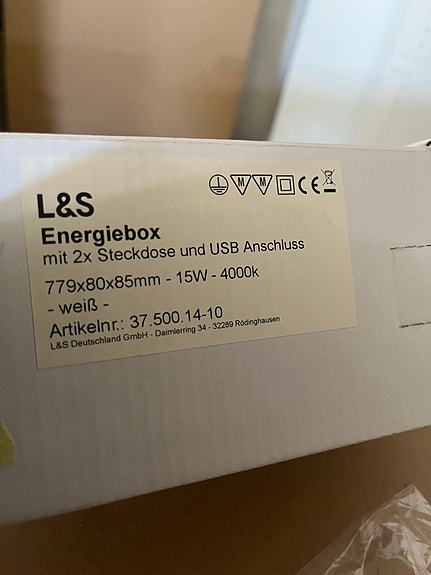 L&S
Energiebox
mit 2x Steckdose und USB Anschluss
779x80x85mm - 15W - 4000k
- weiß -
Artikelnr.: 37.500.14-10
L&S Deutschland GmbH - Daimlerring 34 - 32289 Rödinghausen
M M CE